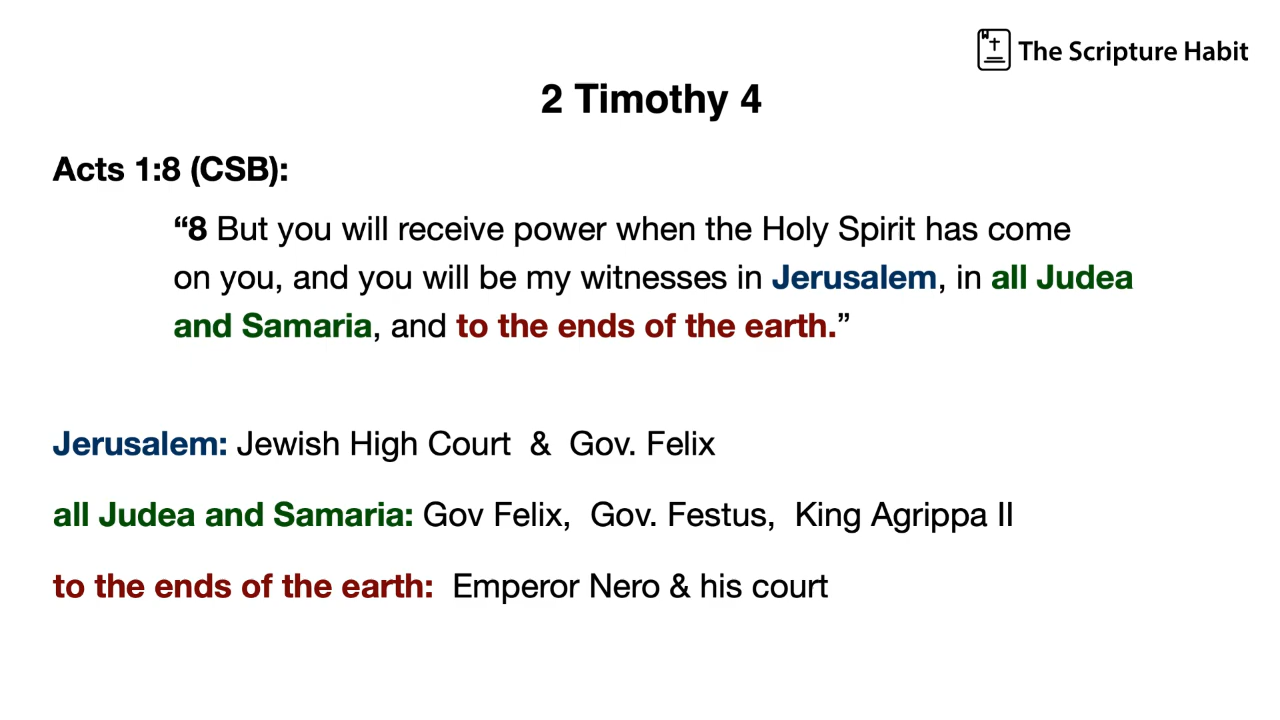 The Scripture Habit
2 Timothy 4
Acts 1:8 (CSB):
“8 But you will receive power when the Holy Spirit has come
on you, and you will be my witnesses in Jerusalem, in all Judea
and Samaria, and to the ends of the earth.”
Jerusalem: Jewish High Court & Gov. Felix
all Judea and Samaria: Gov Felix, Gov. Festus, King Agrippa II
to the ends of the earth: Emperor Nero & his court